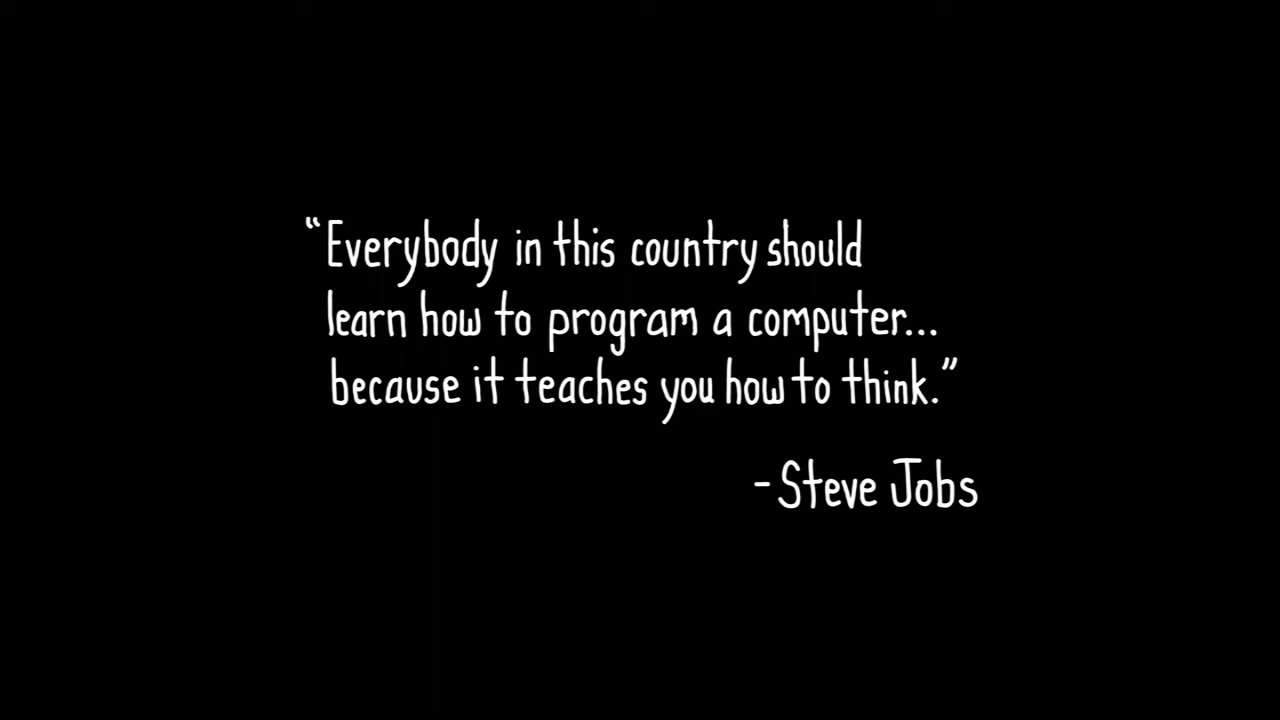 “Everybody in this country should
learn how to program a computer...
because it teaches you how to think.”
-Steve Jobs